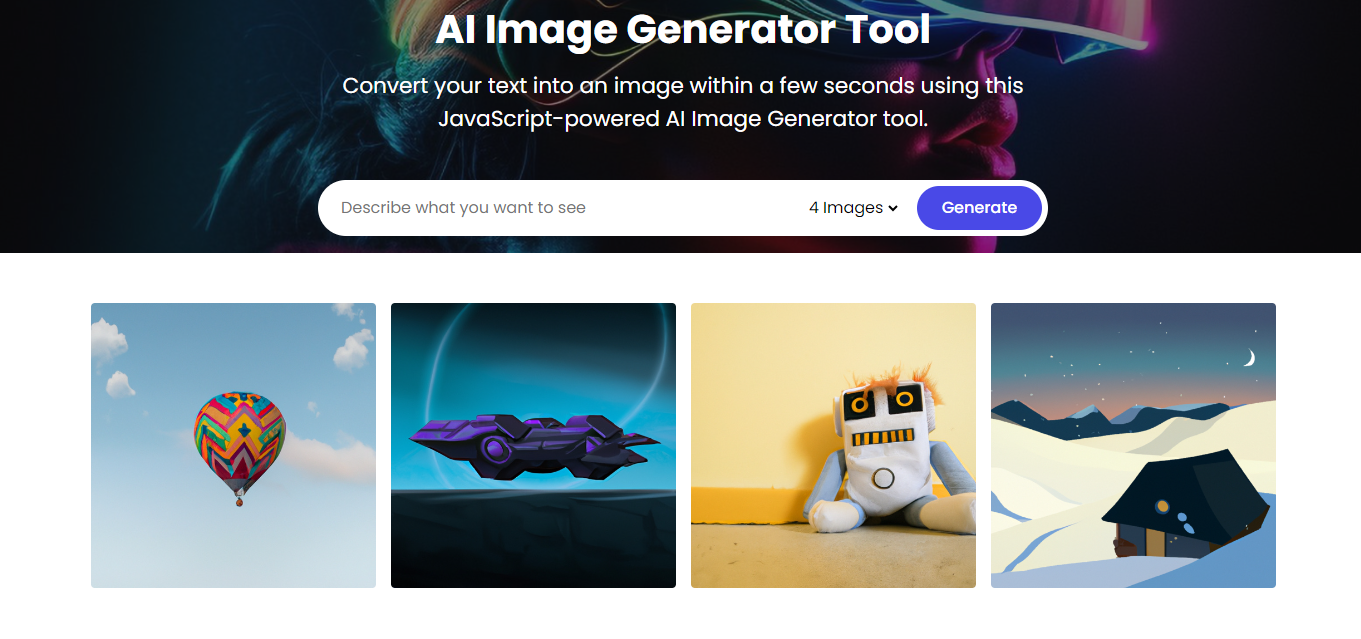 AI Image Generator Tool
Convert your text into an image within a few seconds using this
JavaScript-powered AI Image Generator tool.
Describe what you want to see
4 Images
Generate